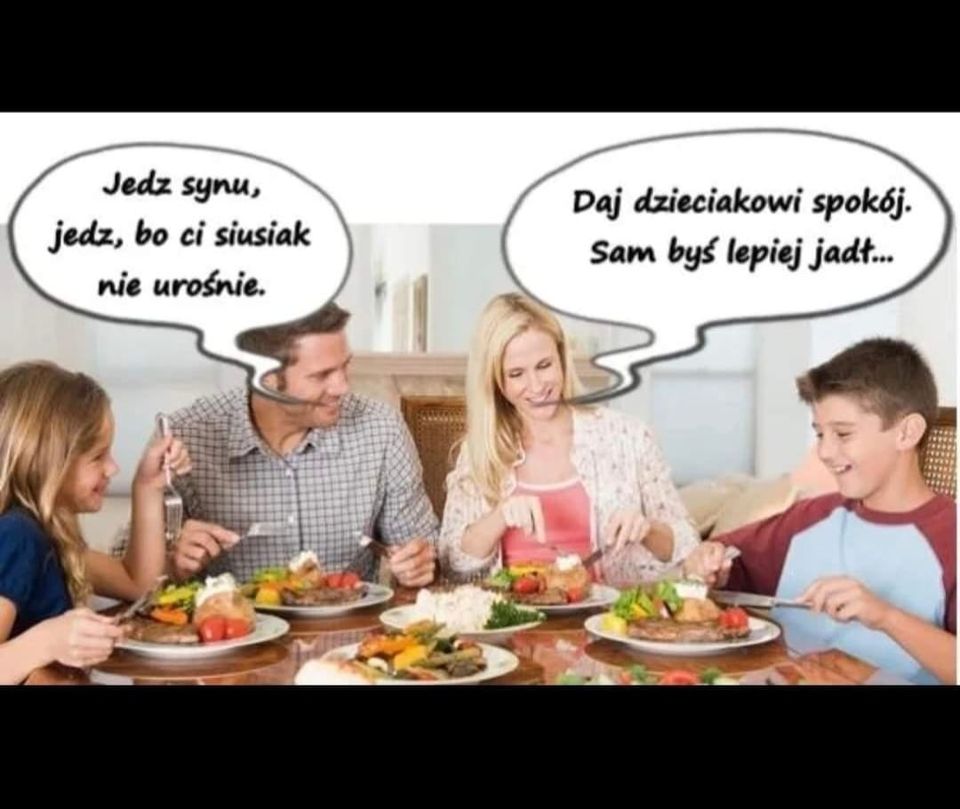 Jedz synu,
jedz, bo ci siusiak
nie urośnie.
Daj dzieciakowi spokój.
Sam byś lepiej jadł...